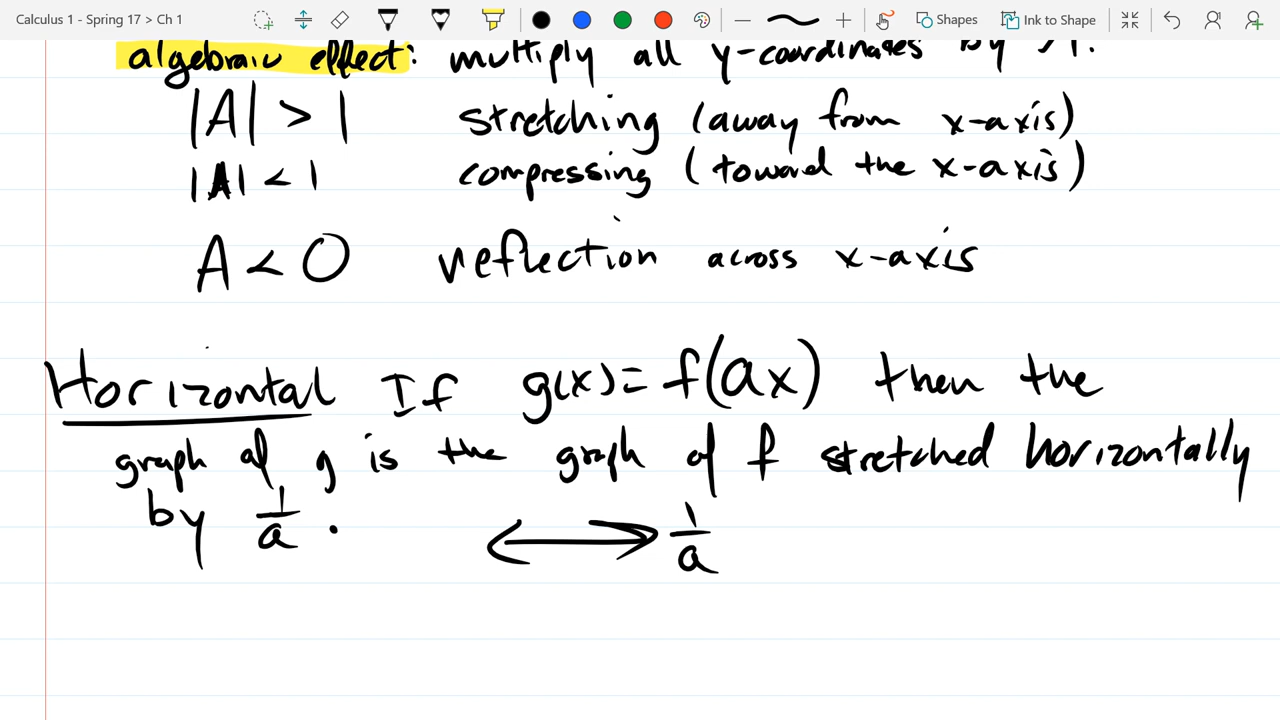 Calculus 1 - Spring 17 > Ch 1
Shapes
Ink to Shape
algebraic effect: multiply all y-coordinates by
|A| > 1 stretching (away from x-axis)
|A| < 1 compressing (toward the x-axis)
A < 0 reflection across x-axis
Horizontal If g(x) = f(ax) then the
graph of g is the graph of f stretched horizontally
by 1/a . ⟷ 1/a